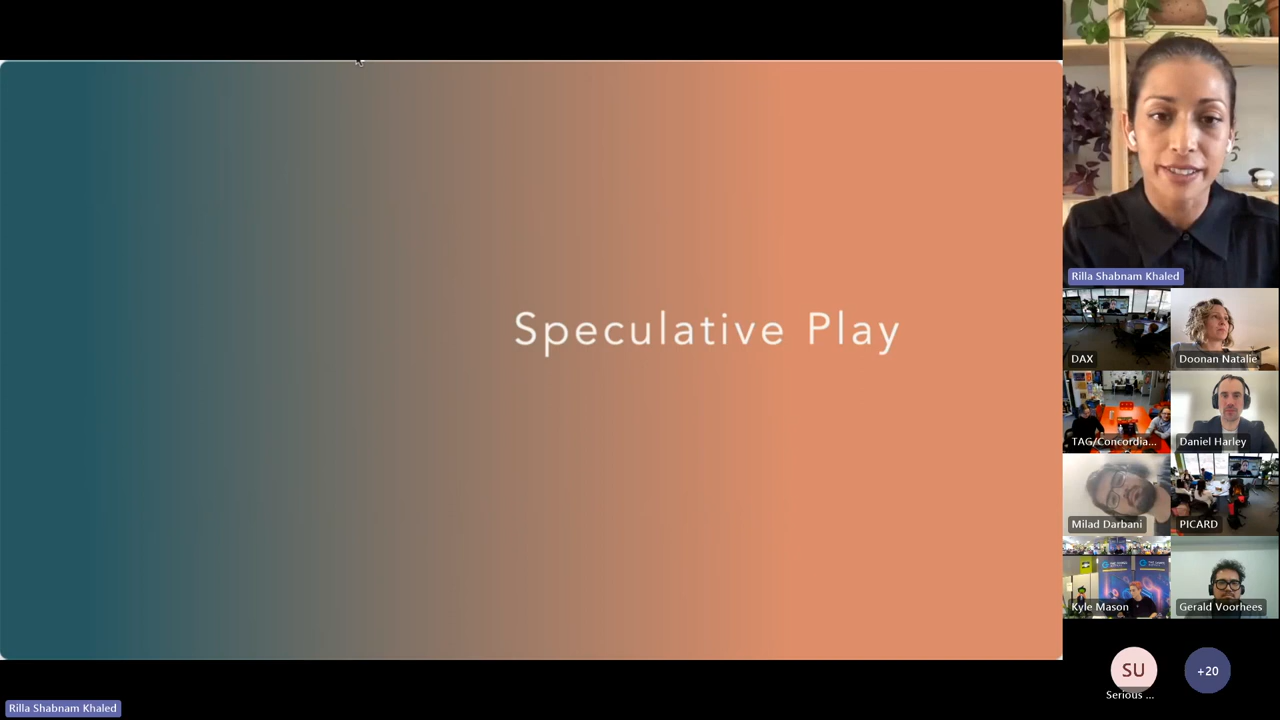 Speculative Play
Rilla Shabnam Khaled
DAX
Doonan Natalie
TAG/Concordia...
Daniel Harley
Milad Darbani
PICARD
Kyle Mason
Gerald Voorhees
SU
Serious ...
+20
Rilla Shabnam Khaled